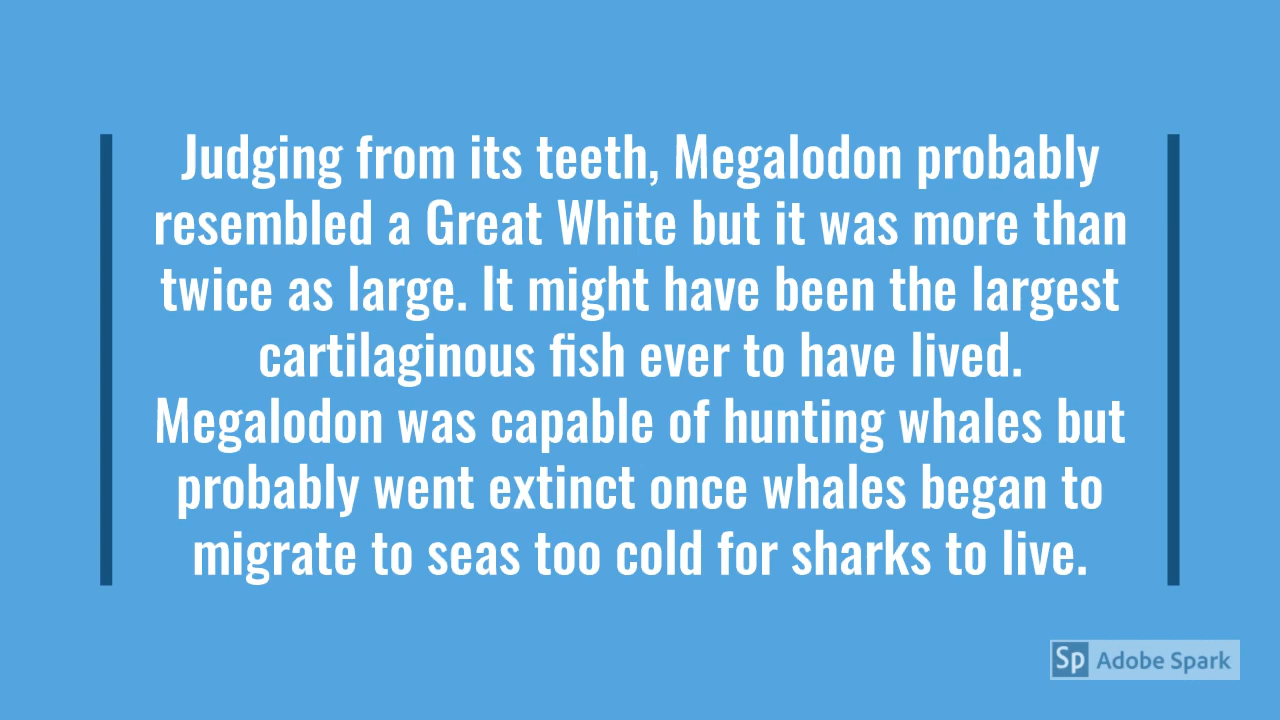 Judging from its teeth, Megalodon probably
resembled a Great White but it was more than
twice as large. It might have been the largest
cartilaginous fish ever to have lived.
Megalodon was capable of hunting whales but
probably went extinct once whales began to
migrate to seas too cold for sharks to live.
Sp Adobe Spark